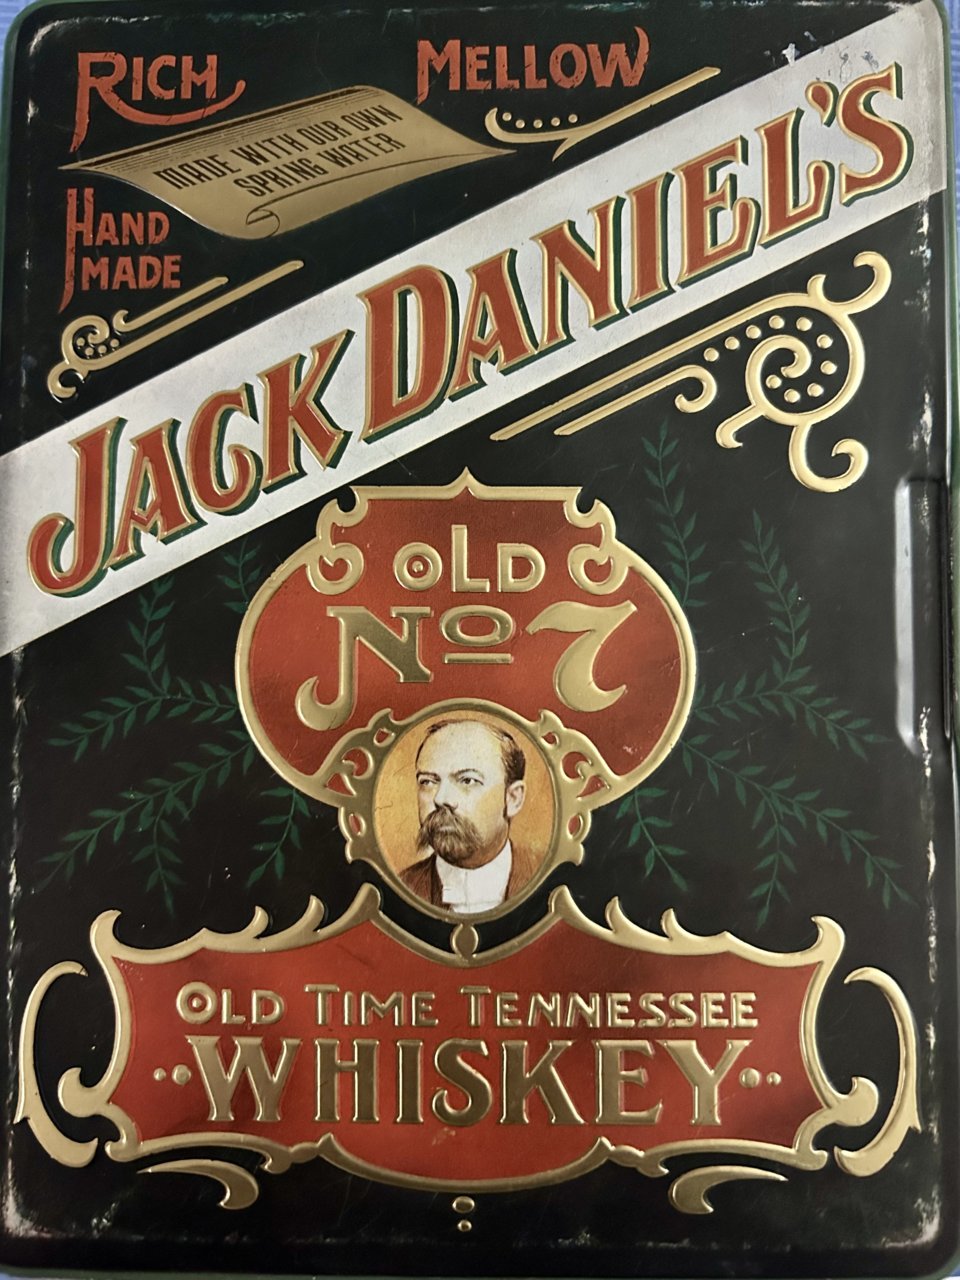 RICH
MELLOW
MADE WITH OUR OWN
SPRING WATER
HAND
MADE
JACK DANIEL'S
OLD
No 7
OLD TIME TENNESSEE
WHISKEY